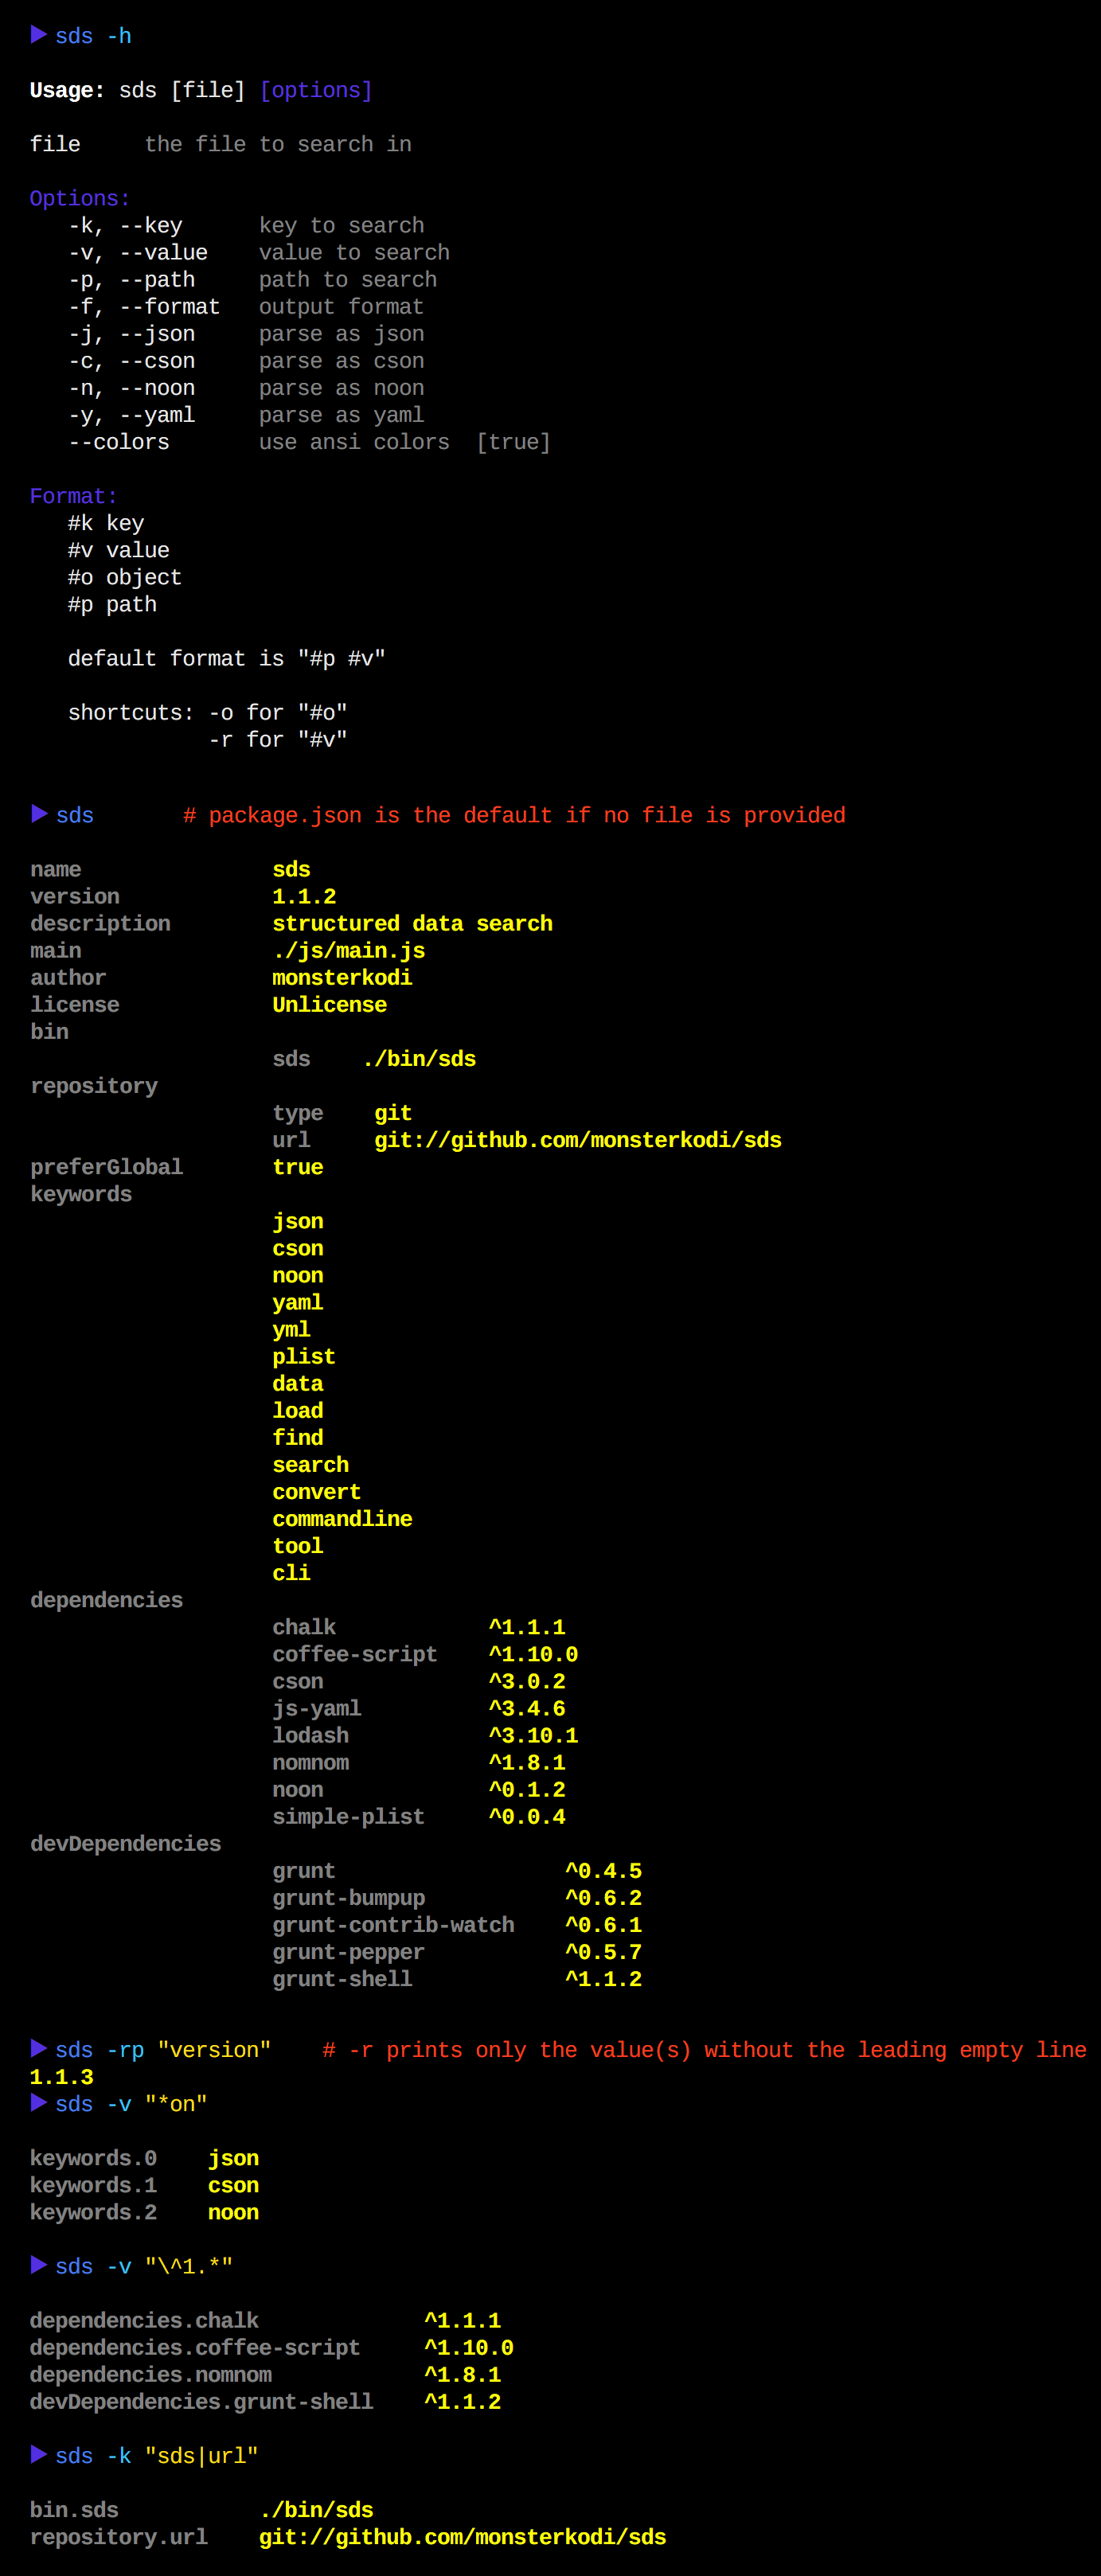 ▶ sds -h
Usage: sds [file] [options]
file     the file to search in
Options:
   -k, --key      key to search
   -v, --value    value to search
   -p, --path     path to search
   -f, --format   output format
   -j, --json     parse as json
   -c, --cson     parse as cson
   -n, --noon     parse as noon
   -y, --yaml     parse as yaml
   --colors       use ansi colors  [true]
Format:
   #k key
   #v value
   #o object
   #p path
   default format is "#p #v"
   shortcuts: -o for "#o"
              -r for "#v"
▶ sds       # package.json is the default if no file is provided
name               sds
version            1.1.2
description        structured data search
main               ./js/main.js
author             monsterkodi
license            Unlicense
bin
                   sds    ./bin/sds
repository
                   type    git
                   url     git://github.com/monsterkodi/sds
preferGlobal       true
keywords
                   json
                   cson
                   noon
                   yaml
                   yml
                   plist
                   data
                   load
                   find
                   search
                   convert
                   commandline
                   tool
                   cli
dependencies
                   chalk            ^1.1.1
                   coffee-script    ^1.10.0
                   cson             ^3.0.2
                   js-yaml          ^3.4.6
                   lodash           ^3.10.1
                   nomnom           ^1.8.1
                   noon             ^0.1.2
                   simple-plist     ^0.0.4
devDependencies
                   grunt                  ^0.4.5
                   grunt-bumpup           ^0.6.2
                   grunt-contrib-watch    ^0.6.1
                   grunt-pepper           ^0.5.7
                   grunt-shell            ^1.1.2
▶ sds -rp "version"    # -r prints only the value(s) without the leading empty line
1.1.3
▶ sds -v "*on"
keywords.0    json
keywords.1    cson
keywords.2    noon
▶ sds -v "\^1.*"
dependencies.chalk             ^1.1.1
dependencies.coffee-script     ^1.10.0
dependencies.nomnom            ^1.8.1
devDependencies.grunt-shell    ^1.1.2
▶ sds -k "sds|url"
bin.sds           ./bin/sds
repository.url    git://github.com/monsterkodi/sds